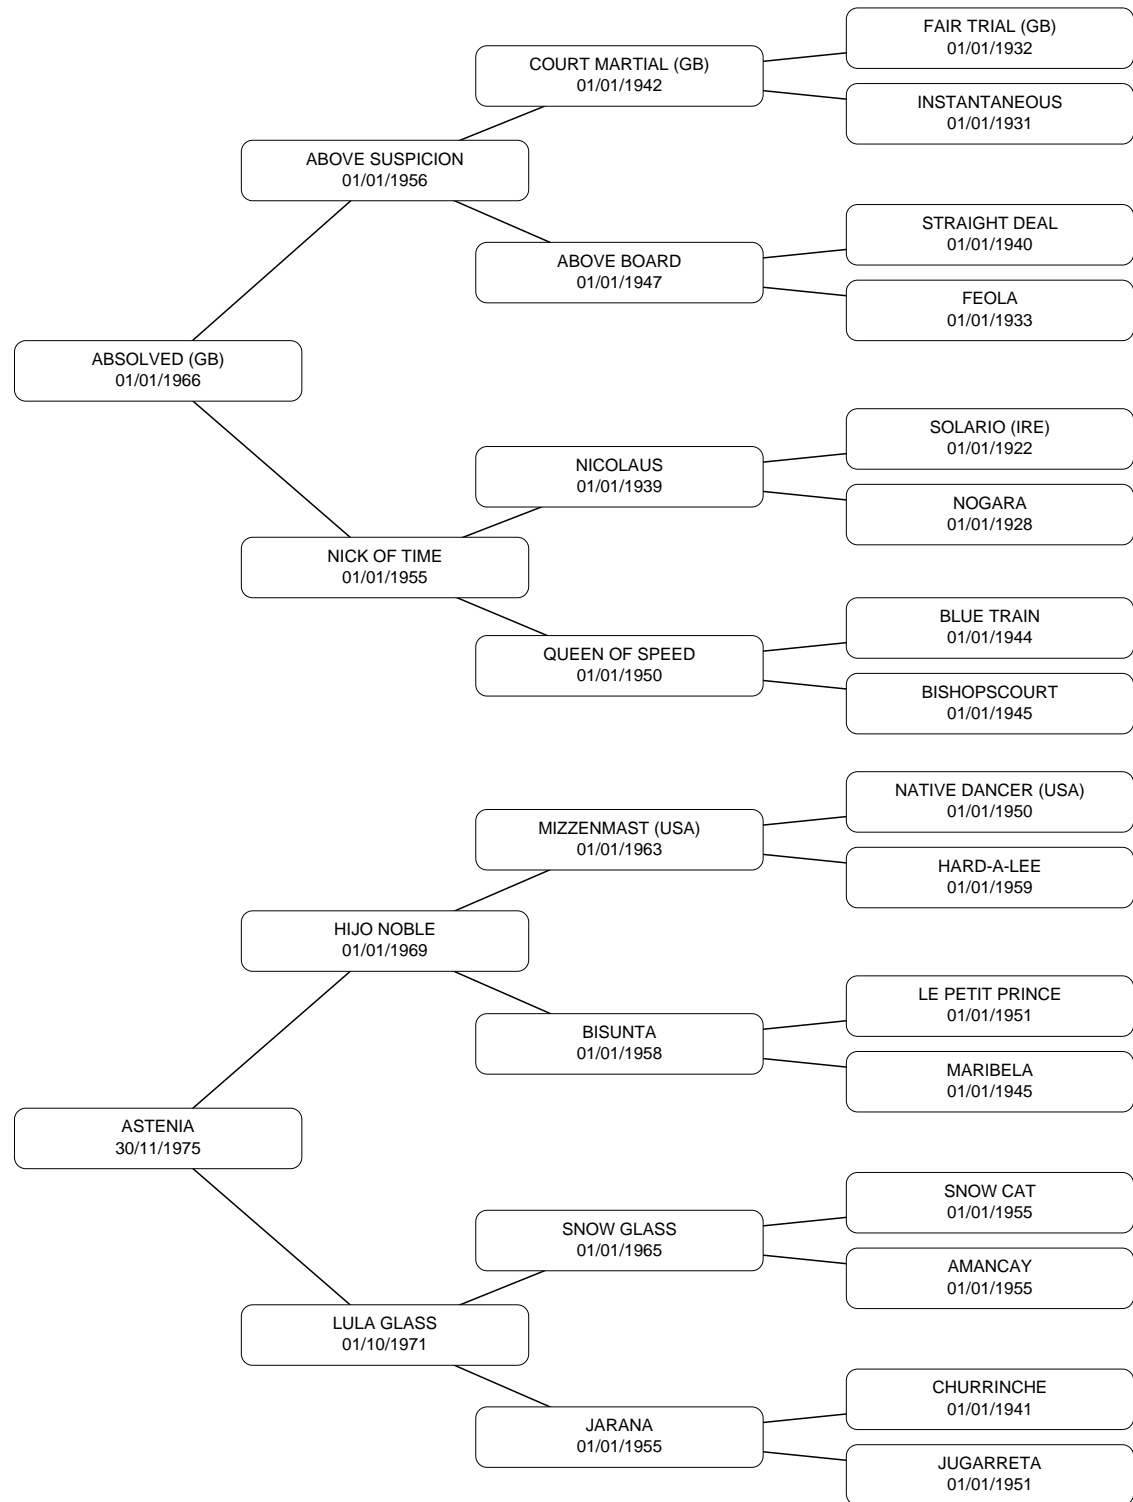 FAIR TRIAL (GB)
01/01/1932
COURT MARTIAL (GB)
01/01/1942
INSTANTANEOUS
01/01/1931
ABOVE SUSPICION
01/01/1956
STRAIGHT DEAL
01/01/1940
ABOVE BOARD
01/01/1947
FEOLA
01/01/1933
ABSOLVED (GB)
01/01/1966
SOLARIO (IRE)
01/01/1922
NICOLAUS
01/01/1939
NOGARA
01/01/1928
NICK OF TIME
01/01/1955
BLUE TRAIN
01/01/1944
QUEEN OF SPEED
01/01/1950
BISHOPSCOURT
01/01/1945
NATIVE DANCER (USA)
01/01/1950
MIZZENMAST (USA)
01/01/1963
HARD-A-LEE
01/01/1959
HIJO NOBLE
01/01/1969
LE PETIT PRINCE
01/01/1951
BISUNTA
01/01/1958
MARIBELA
01/01/1945
ASTENIA
30/11/1975
SNOW CAT
01/01/1955
SNOW GLASS
01/01/1965
AMANCAY
01/01/1955
LULA GLASS
01/10/1971
CHURRINCHE
01/01/1941
JARANA
01/01/1955
JUGARRETA
01/01/1951